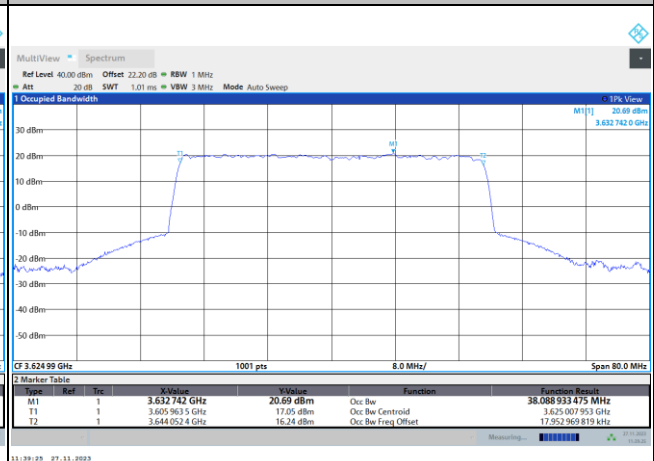 MultiView Spectrum
Ref Level 40.00 dBm Offset 22.20 dB RBW 1 MHz
Att 20 dB SWT 1.01 ms VBW 3 MHz Mode Auto Sweep
1 Occupied Bandwidth 1Pk View
M1[1] 20.69 dBm
3.632 742 0 GHz
30 dBm
M1
T1 T2
20 dBm
10 dBm
0 dBm
-10 dBm
-20 dBm
-30 dBm
-40 dBm
-50 dBm
CF 3.624 99 GHz 1001 pts 8.0 MHz/ Span 80.0 MHz
2 Marker Table
Type Ref Trc X-Value Y-Value Function Function Result
M1 1 3.632 742 GHz 20.69 dBm Occ Bw 38.088 933 475 MHz
T1 1 3.605 963 5 GHz 17.05 dBm Occ Bw Centroid 3.625 007 953 GHz
T2 1 3.644 052 4 GHz 16.24 dBm Occ Bw Freq Offset 17.952 969 819 kHz
Measuring...
11:39:25 27.11.2023